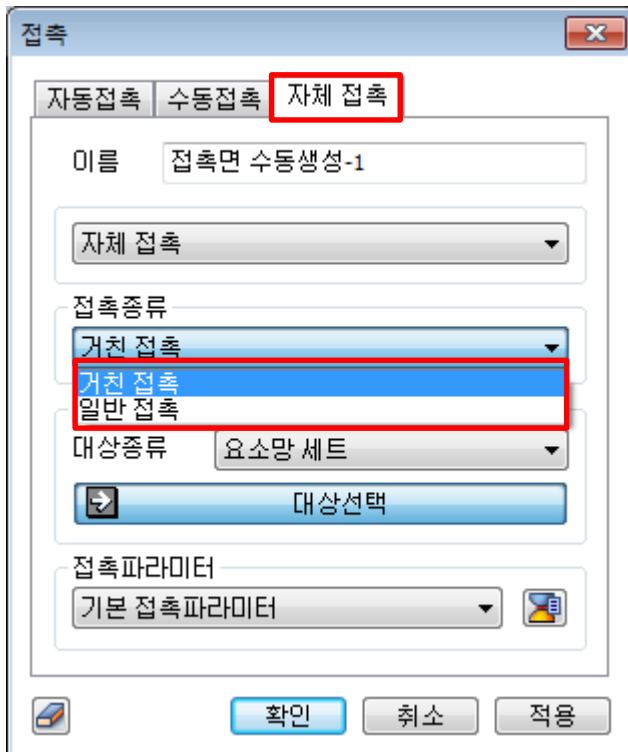 접촉
자동접촉 수동접촉 자체 접촉
이름 접촉면 수동생성-1
자체 접촉
접촉종류
거친 접촉
거친 접촉
일반 접촉
대상종류 요소망 세트
대상선택
접촉파라미터
기본 접촉파라미터
확인 취소 적용